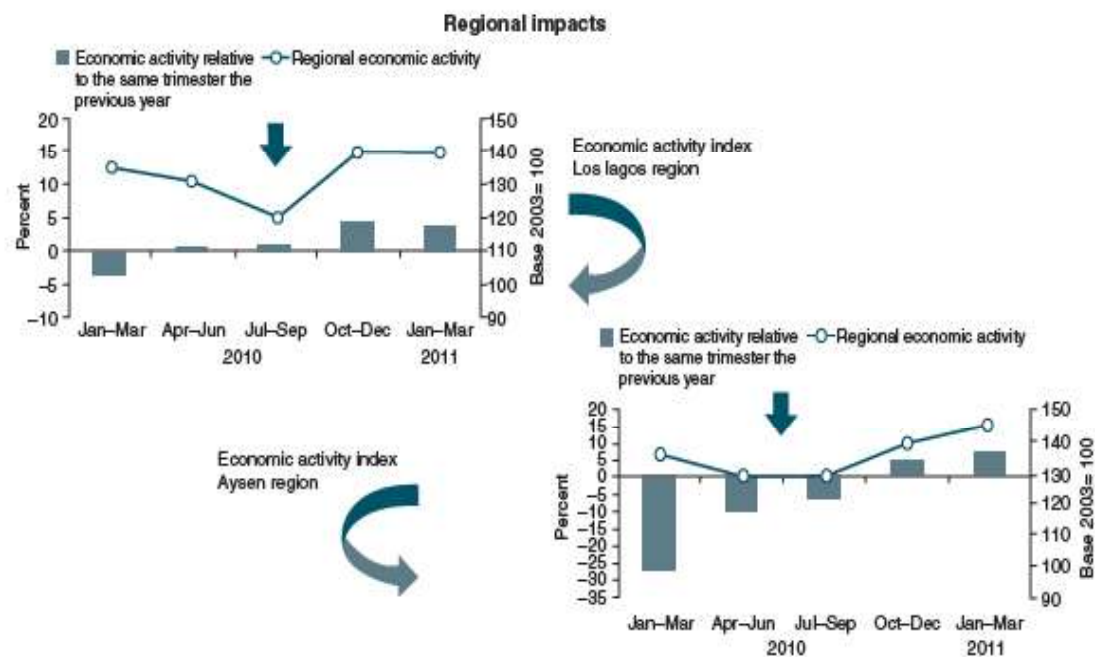 Regional impacts
Economic activity relative to the same trimester the previous year
Regional economic activity
20
15
10
5
0
–5
–10
Percent
150
140
130
120
110
100
90
Base 2003= 100
Jan–Mar Apr–Jun Jul–Sep Oct–Dec Jan–Mar
2010 2011
Economic activity index
Los lagos region
Economic activity relative to the same trimester the previous year
Regional economic activity
20
15
10
5
0
–5
–10
–15
–20
–25
–30
–35
Percent
150
140
130
120
110
100
90
Base 2003= 100
Jan–Mar Apr–Jun Jul–Sep Oct–Dec Jan–Mar
2010 2011
Economic activity index
Aysen region